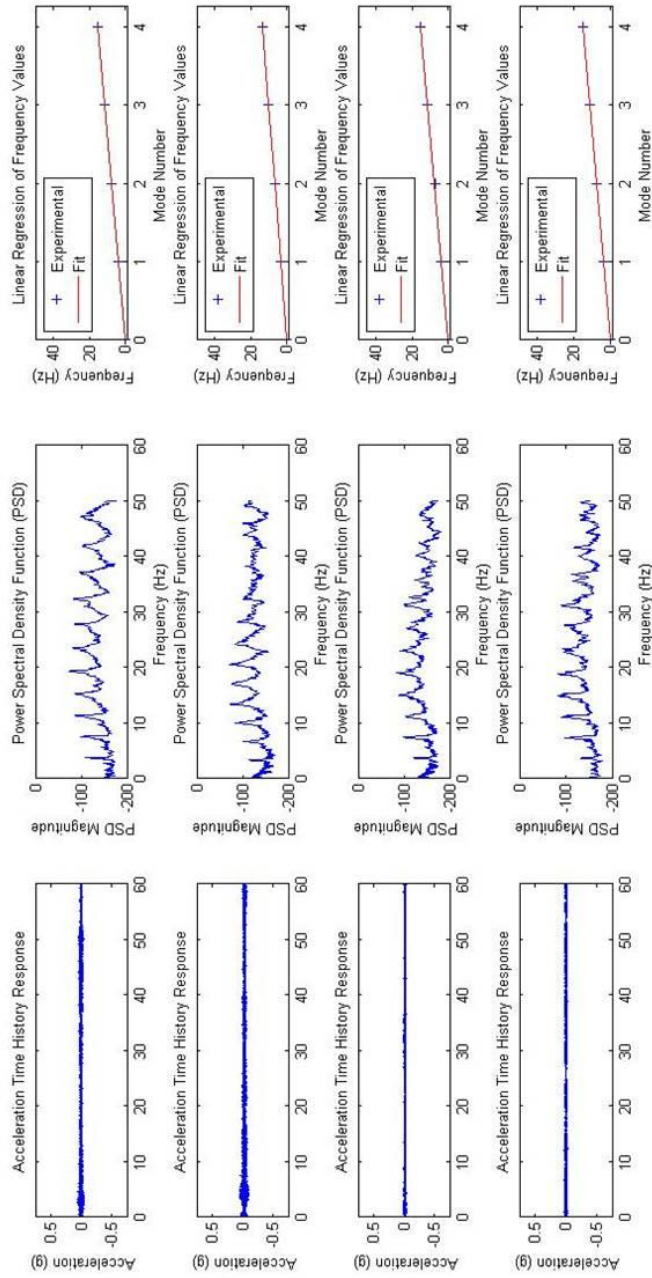 Acceleration Time History Response
Acceleration (g)
0.5
0
-0.5
0 10 20 30 40 50 60
Power Spectral Density Function (PSD)
PSD Magnitude
0
-100
-200
0 10 20 30 40 50 60
Frequency (Hz)
Linear Regression of Frequency Values
Frequency (Hz)
40
20
0
Experimental
Fit
0 1 2 3 4
Mode Number
Acceleration Time History Response
Acceleration (g)
0.5
0
-0.5
0 10 20 30 40 50 60
Power Spectral Density Function (PSD)
PSD Magnitude
0
-100
-200
0 10 20 30 40 50 60
Frequency (Hz)
Linear Regression of Frequency Values
Frequency (Hz)
40
20
0
Experimental
Fit
0 1 2 3 4
Mode Number
Acceleration Time History Response
Acceleration (g)
0.5
0
-0.5
0 10 20 30 40 50 60
Power Spectral Density Function (PSD)
PSD Magnitude
0
-100
-200
0 10 20 30 40 50 60
Frequency (Hz)
Linear Regression of Frequency Values
Frequency (Hz)
40
20
0
Experimental
Fit
0 1 2 3 4
Mode Number
Acceleration Time History Response
Acceleration (g)
0.5
0
-0.5
0 10 20 30 40 50 60
Power Spectral Density Function (PSD)
PSD Magnitude
0
-100
-200
0 10 20 30 40 50 60
Frequency (Hz)
Linear Regression of Frequency Values
Frequency (Hz)
40
20
0
Experimental
Fit
0 1 2 3 4
Mode Number